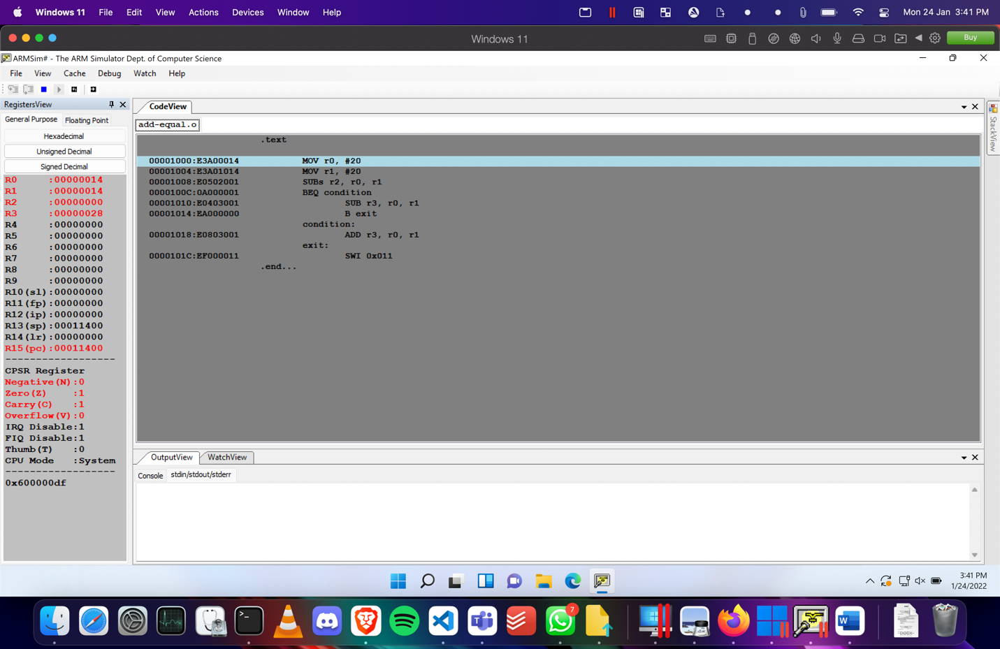 Windows 11 File Edit View Actions Devices Window Help Mon 24 Jan 3:41 PM
Windows 11
Buy
ARMSim# - The ARM Simulator Dept. of Computer Science
File View Cache Debug Watch Help
RegistersView
General Purpose Floating Point
Hexadecimal
Unsigned Decimal
Signed Decimal
R0 :00000014
R1 :00000014
R2 :00000000
R3 :00000028
R4 :00000000
R5 :00000000
R6 :00000000
R7 :00000000
R8 :00000000
R9 :00000000
R10(sl):00000000
R11(fp):00000000
R12(ip):00000000
R13(sp):00011400
R14(lr):00000000
R15(pc):00011400
--------------------
CPSR Register
Negative(N):0
Zero(Z) :1
Carry(C) :1
Overflow(V):0
IRQ Disable:1
FIQ Disable:1
Thumb(T) :0
CPU Mode :System
--------------------
0x600000df
CodeView
add-equal.o
.text
00001000:E3A00014 MOV r0, #20
00001004:E3A01014 MOV r1, #20
00001008:E0502001 SUBs r2, r0, r1
0000100C:0A000001 BEQ condition
00001010:E0403001 SUB r3, r0, r1
00001014:EA000000 B exit
condition:
00001018:E0803001 ADD r3, r0, r1
exit:
0000101C:EF000011 SWI 0x011
.end...
StackView
OutputView WatchView
Console stdin/stdout/stderr
3:41 PM
1/24/2022
7
W
.DOCX